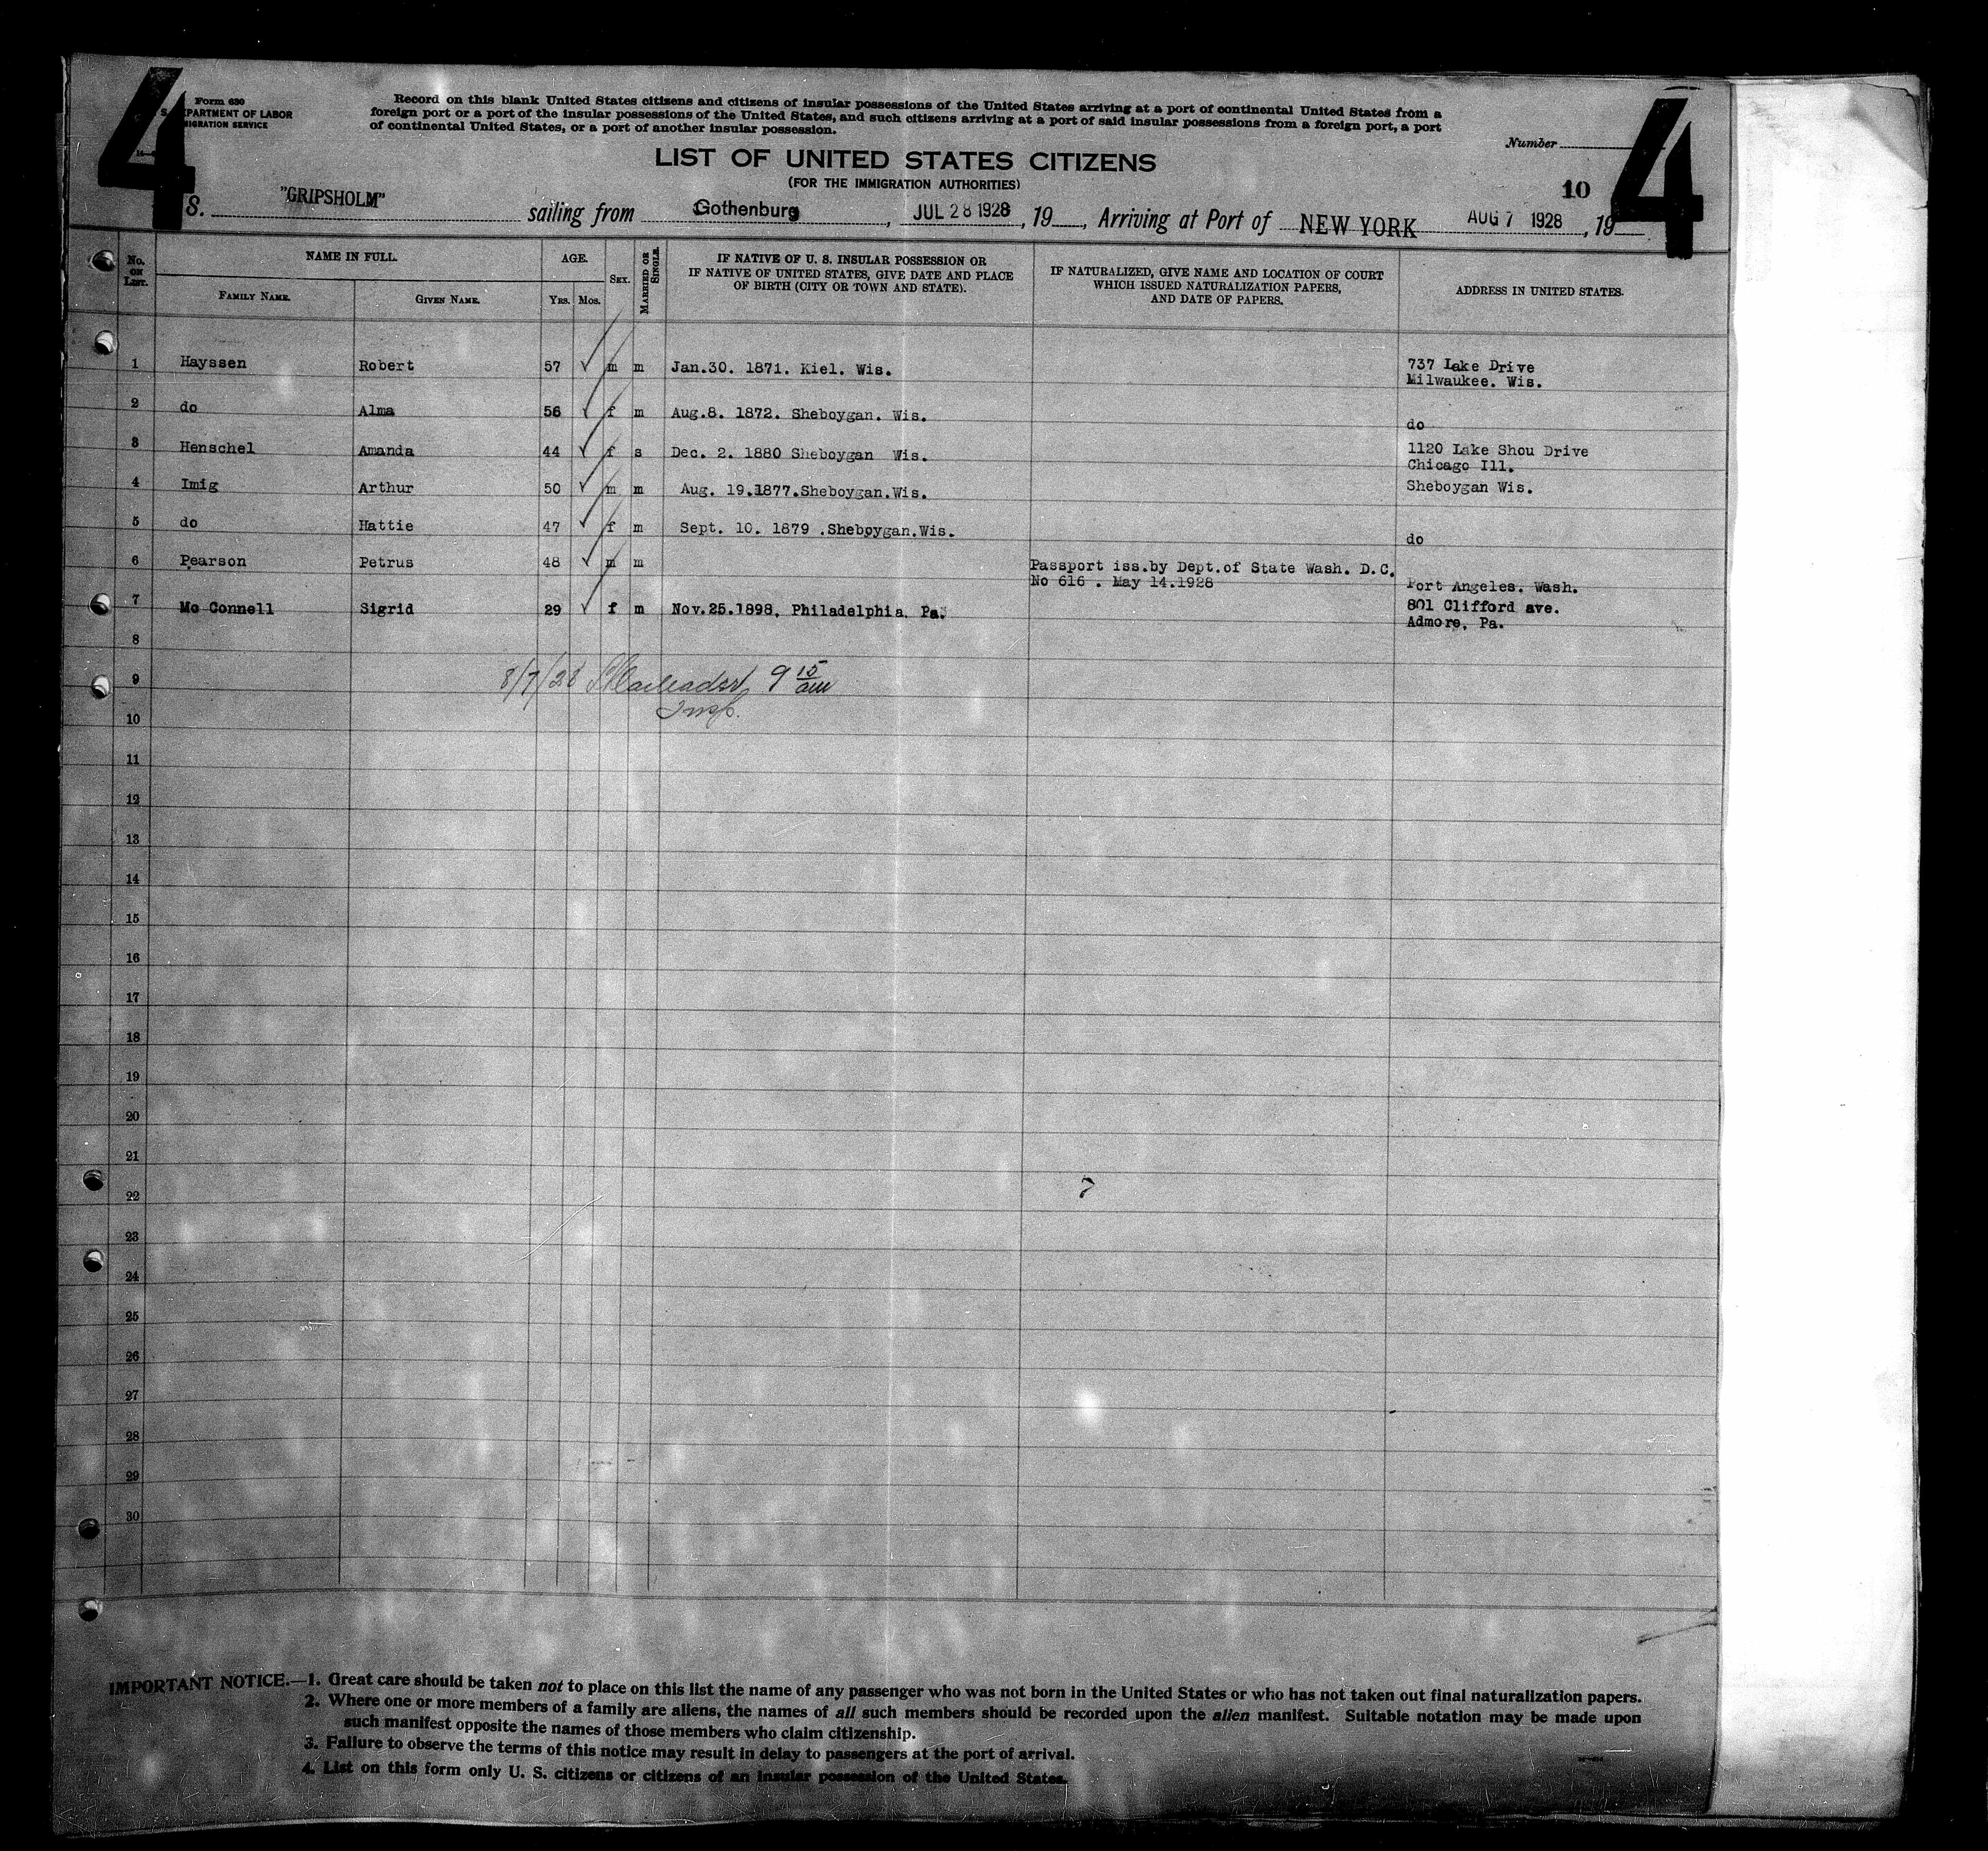 4
4
Form 630
S. DEPARTMENT OF LABOR
MIGRATION SERVICE
Record on this blank United States citizens and citizens of insular possessions of the United States arriving at a port of continental United States from a
foreign port or a port of the insular possessions of the United States, and such citizens arriving at a port of said insular possessions from a foreign port, a port
of continental United States, or a port of another insular possession.
Number
LIST OF UNITED STATES CITIZENS
(FOR THE IMMIGRATION AUTHORITIES)
10
S. "GRIPSHOLM" sailing from Gothenburg, JUL 28 1928, 19, Arriving at Port of NEW YORK AUG 7 1928, 19
No. on List.
NAME IN FULL.
AGE.
Sex.
Married or Single.
IF NATIVE OF U. S. INSULAR POSSESSION OR
IF NATIVE OF UNITED STATES, GIVE DATE AND PLACE
OF BIRTH (CITY OR TOWN AND STATE).
IF NATURALIZED, GIVE NAME AND LOCATION OF COURT
WHICH ISSUED NATURALIZATION PAPERS,
AND DATE OF PAPERS.
ADDRESS IN UNITED STATES.
Family Name. Given Name. Yrs. Mos.
1 Hayssen Robert 57 ✓ m m Jan.30. 1871. Kiel. Wis. 737 Lake Drive
Milwaukee. Wis.
2 do Alma 56 ✓ f m Aug.8. 1872. Sheboygan. Wis. do
3 Henschel Amanda 44 ✓ f s Dec. 2. 1880 Sheboygan Wis. 1120 Lake Shou Drive
Chicago Ill.
4 Imig Arthur 50 ✓ m m Aug. 19.1877.Sheboygan.Wis. Sheboygan Wis.
5 do Hattie 47 ✓ f m Sept. 10. 1879 .Sheboygan.Wis. do
6 Pearson Petrus 48 ✓ m m Passport iss.by Dept.of State Wash. D.C.
No 616 . May 14.1928 Port Angeles. Wash.
7 Mc Connell Sigrid 29 ✓ f m Nov.25.1898, Philadelphia, Pa. 801 Clifford ave.
Admore, Pa.
8
9
8/7/28 9 15 am
Insp.
10
11
12
13
14
15
16
17
18
19
20
21
22
7
23
24
25
26
27
28
29
30
IMPORTANT NOTICE.—1. Great care should be taken not to place on this list the name of any passenger who was not born in the United States or who has not taken out final naturalization papers.
2. Where one or more members of a family are aliens, the names of all such members should be recorded upon the alien manifest. Suitable notation may be made upon
such manifest opposite the names of those members who claim citizenship.
3. Failure to observe the terms of this notice may result in delay to passengers at the port of arrival.
4. List on this form only U. S. citizens or citizens of an insular possession of the United States.